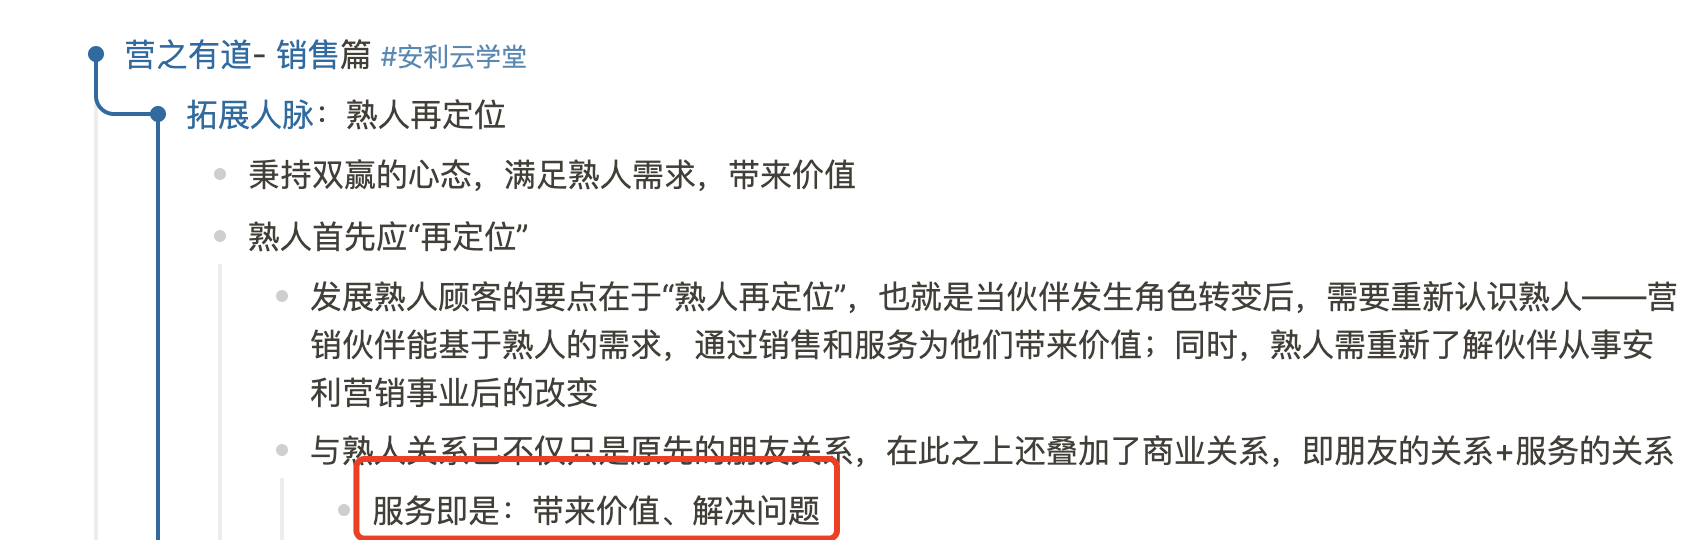 营之有道- 销售篇 #安利云学堂
拓展人脉：熟人再定位
秉持双赢的心态，满足熟人需求，带来价值
熟人首先应“再定位”
发展熟人顾客的要点在于“熟人再定位”，也就是当伙伴发生角色转变后，需要重新认识熟人——营
销伙伴能基于熟人的需求，通过销售和服务为他们带来价值；同时，熟人需重新了解伙伴从事安
利营销事业后的改变
与熟人关系已不仅只是原先的朋友关系，在此之上还叠加了商业关系，即朋友的关系+服务的关系
服务即是：带来价值、解决问题